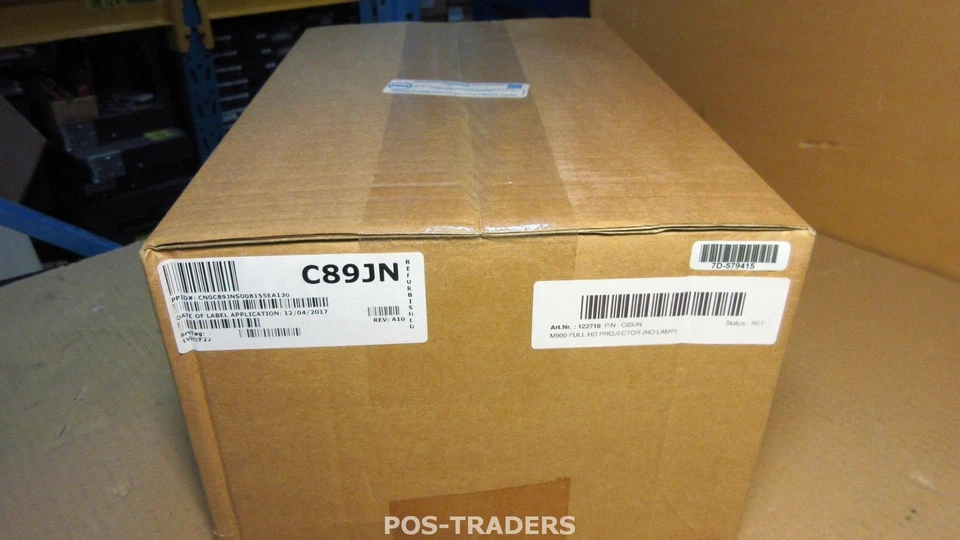 C89JN
REFURBISHED
PPID#: CN0C89JNS0081SSEA130
DATE OF LABEL APPLICATION: 12/04/2017
REV: A10
7D-579415
Art.Nr. : 122718 P/N : C89JN
Status : REF
M900 FULL HD PROJECTOR (NO LAMP)
POS-TRADERS